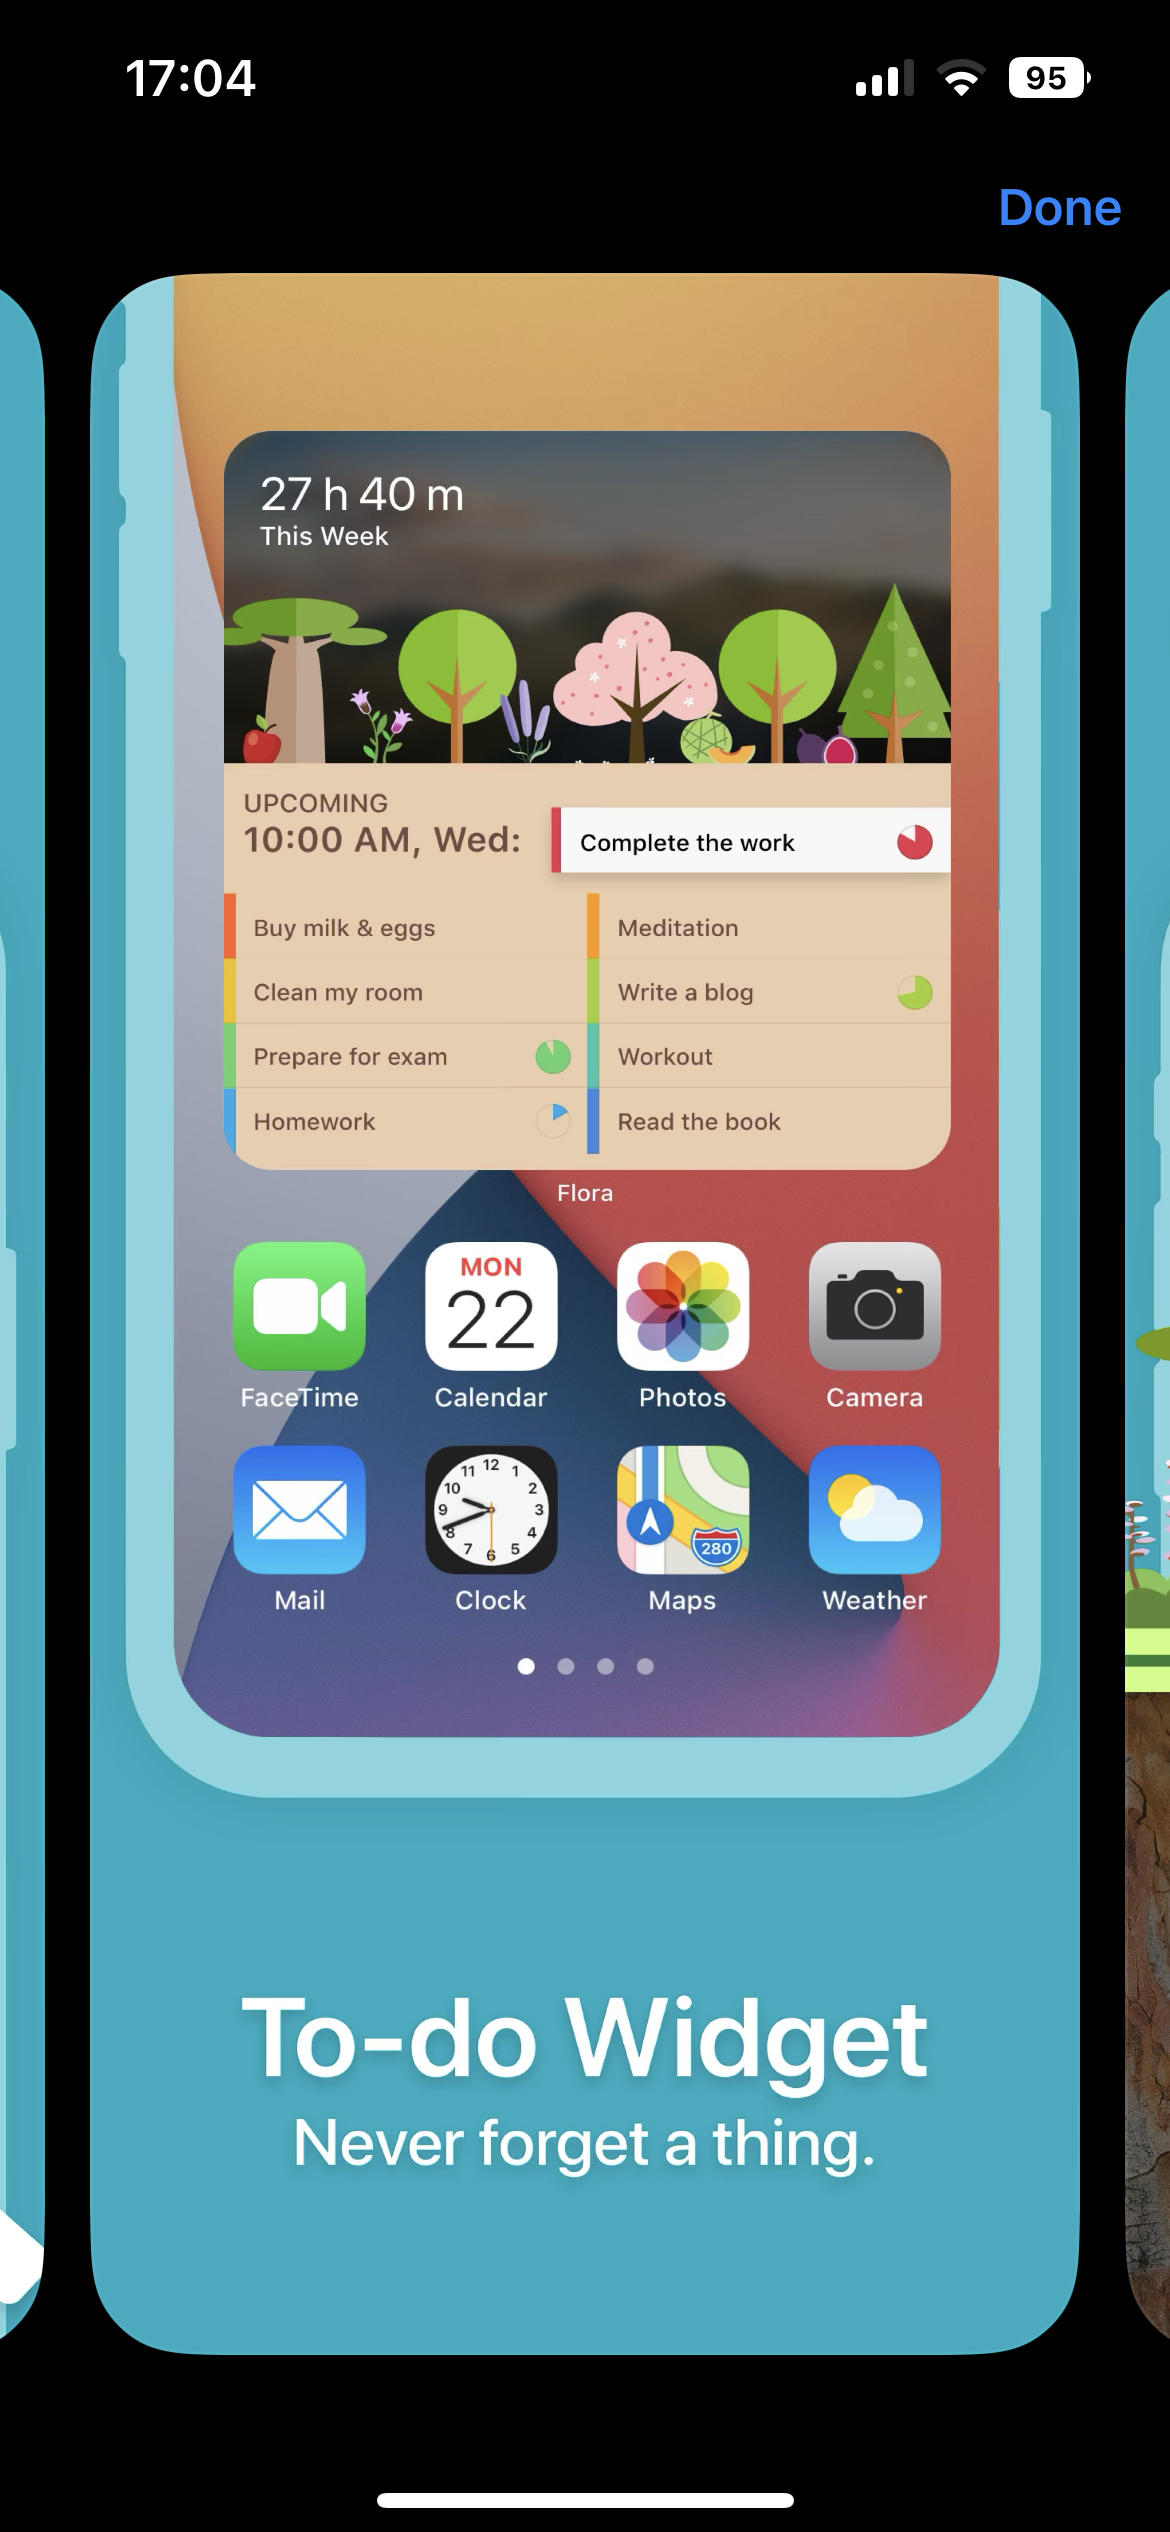 17:04
95
Done
27 h 40 m
This Week
UPCOMING
10:00 AM, Wed:
Complete the work
Buy milk & eggs
Meditation
Clean my room
Write a blog
Prepare for exam
Workout
Homework
Read the book
Flora
MON
22
FaceTime
Calendar
Photos
Camera
12
11
1
10
2
9
3
8
4
7
6
5
280
Mail
Clock
Maps
Weather
To-do Widget
Never forget a thing.